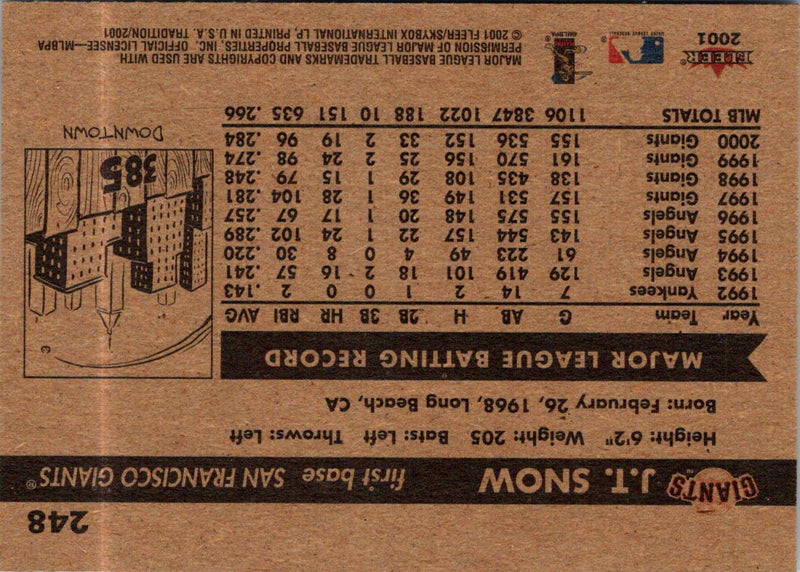 248
GIANTS™ J.T. SNOW first base SAN FRANCISCO GIANTS®
Height: 6'2" Weight: 205 Bats: Left Throws: Left
Born: February 26, 1968, Long Beach, CA
MAJOR LEAGUE BATTING RECORD
Year Team G AB H 2B 3B HR RBI AVG
1992 Yankees 7 14 2 1 0 0 2 .143
1993 Angels 129 419 101 18 2 16 57 .241
1994 Angels 61 223 49 4 0 8 30 .220
1995 Angels 143 544 157 22 1 24 102 .289
1996 Angels 155 575 148 20 1 17 67 .257
1997 Giants 157 531 149 36 1 28 104 .281
1998 Giants 138 435 108 29 1 15 79 .248
1999 Giants 161 570 156 25 2 24 98 .274
2000 Giants 155 536 152 33 2 19 96 .284
MLB TOTALS 1106 3847 1022 188 10 151 635 .266
385
DOWNTOWN
FLEER
2001
MAJOR LEAGUE BASEBALL
MAJOR LEAGUE BASEBALL TRADEMARKS AND COPYRIGHTS ARE USED WITH
PERMISSION OF MAJOR LEAGUE BASEBALL PROPERTIES, INC. OFFICIAL LICENSEE—MLBPA
© 2001 FLEER/SKYBOX INTERNATIONAL LP, PRINTED IN U.S.A. TRADITION/2001